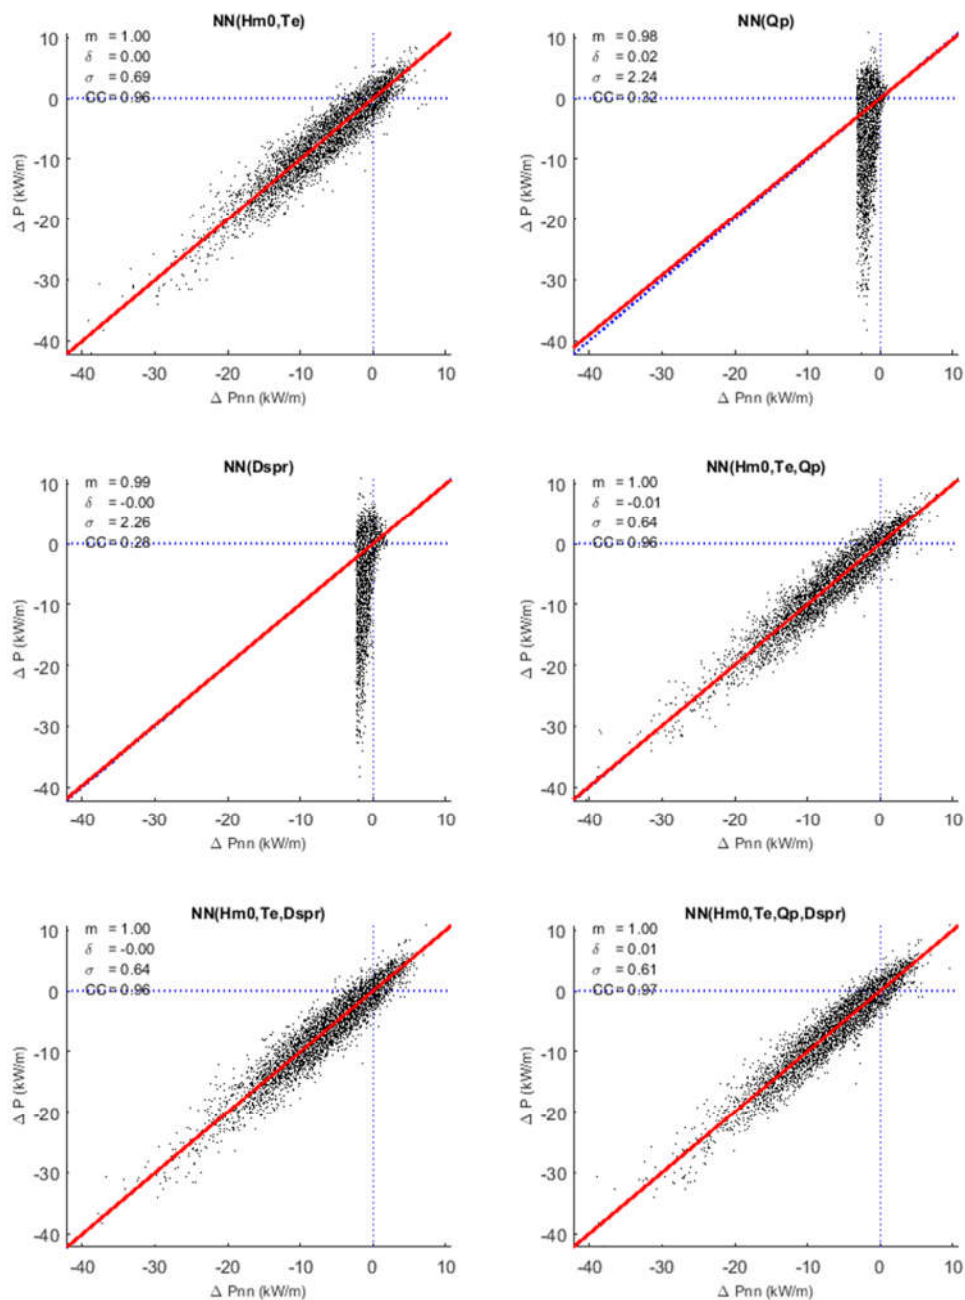 NN(Hm0,Te)
m = 1.00
δ = 0.00
σ = 0.69
CC = 0.96
10
0
-10
-20
-30
-40
Δ P (kW/m)
-40 -30 -20 -10 0 10
Δ Pnn (kW/m)
NN(Qp)
m = 0.98
δ = 0.02
σ = 2.24
CC = 0.32
10
0
-10
-20
-30
-40
Δ P (kW/m)
-40 -30 -20 -10 0 10
Δ Pnn (kW/m)
NN(Dspr)
m = 0.99
δ = -0.00
σ = 2.26
CC = 0.28
10
0
-10
-20
-30
-40
Δ P (kW/m)
-40 -30 -20 -10 0 10
Δ Pnn (kW/m)
NN(Hm0,Te,Qp)
m = 1.00
δ = -0.01
σ = 0.64
CC = 0.96
10
0
-10
-20
-30
-40
Δ P (kW/m)
-40 -30 -20 -10 0 10
Δ Pnn (kW/m)
NN(Hm0,Te,Dspr)
m = 1.00
δ = -0.00
σ = 0.64
CC = 0.96
10
0
-10
-20
-30
-40
Δ P (kW/m)
-40 -30 -20 -10 0 10
Δ Pnn (kW/m)
NN(Hm0,Te,Qp,Dspr)
m = 1.00
δ = 0.01
σ = 0.61
CC = 0.97
10
0
-10
-20
-30
-40
Δ P (kW/m)
-40 -30 -20 -10 0 10
Δ Pnn (kW/m)